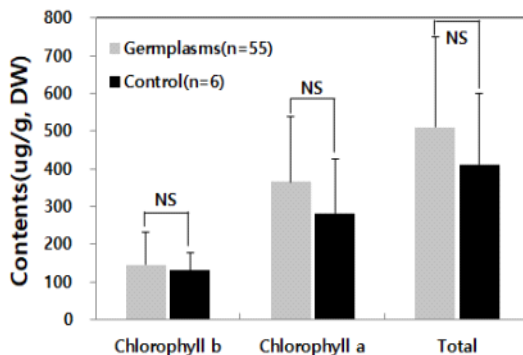 800
700
600
500
400
300
200
100
0
Contents(ug/g, DW)
Germplasms(n=55)
Control(n=6)
NS
NS
NS
Chlorophyll b
Chlorophyll a
Total